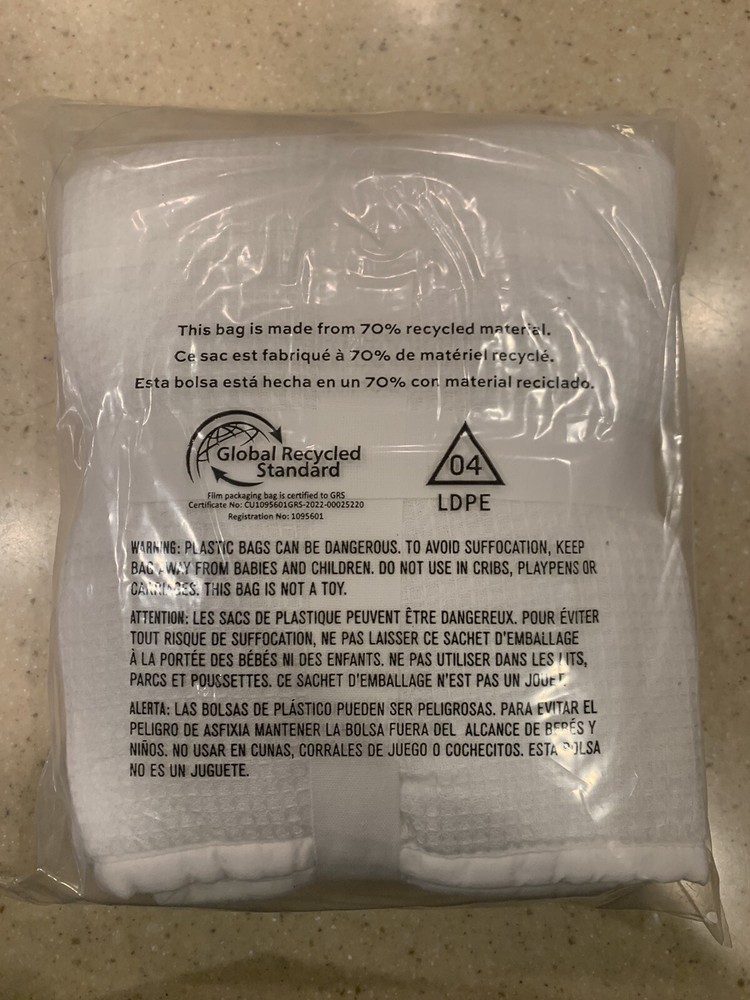 This bag is made from 70% recycled material.
Ce sac est fabriqué à 70% de matériel recyclé.
Esta bolsa está hecha en un 70% con material reciclado.
Global Recycled
Standard
Film packaging bag is certified to GRS
Certificate No: CU1095601GRS-2022-00025220
Registration No: 1095601
04
LDPE
WARNING: PLASTIC BAGS CAN BE DANGEROUS. TO AVOID SUFFOCATION, KEEP
BAG AWAY FROM BABIES AND CHILDREN. DO NOT USE IN CRIBS, PLAYPENS OR
CARRIAGES. THIS BAG IS NOT A TOY.
ATTENTION: LES SACS DE PLASTIQUE PEUVENT ÊTRE DANGEREUX. POUR ÉVITER
TOUT RISQUE DE SUFFOCATION, NE PAS LAISSER CE SACHET D'EMBALLAGE
À LA PORTÉE DES BÉBÉS NI DES ENFANTS. NE PAS UTILISER DANS LES LITS,
PARCS ET POUSSETTES. CE SACHET D'EMBALLAGE N'EST PAS UN JOUET.
ALERTA: LAS BOLSAS DE PLÁSTICO PUEDEN SER PELIGROSAS. PARA EVITAR EL
PELIGRO DE ASFIXIA MANTENER LA BOLSA FUERA DEL ALCANCE DE BEBÉS Y
NIÑOS. NO USAR EN CUNAS, CORRALES DE JUEGO O COCHECITOS. ESTA BOLSA
NO ES UN JUGUETE.